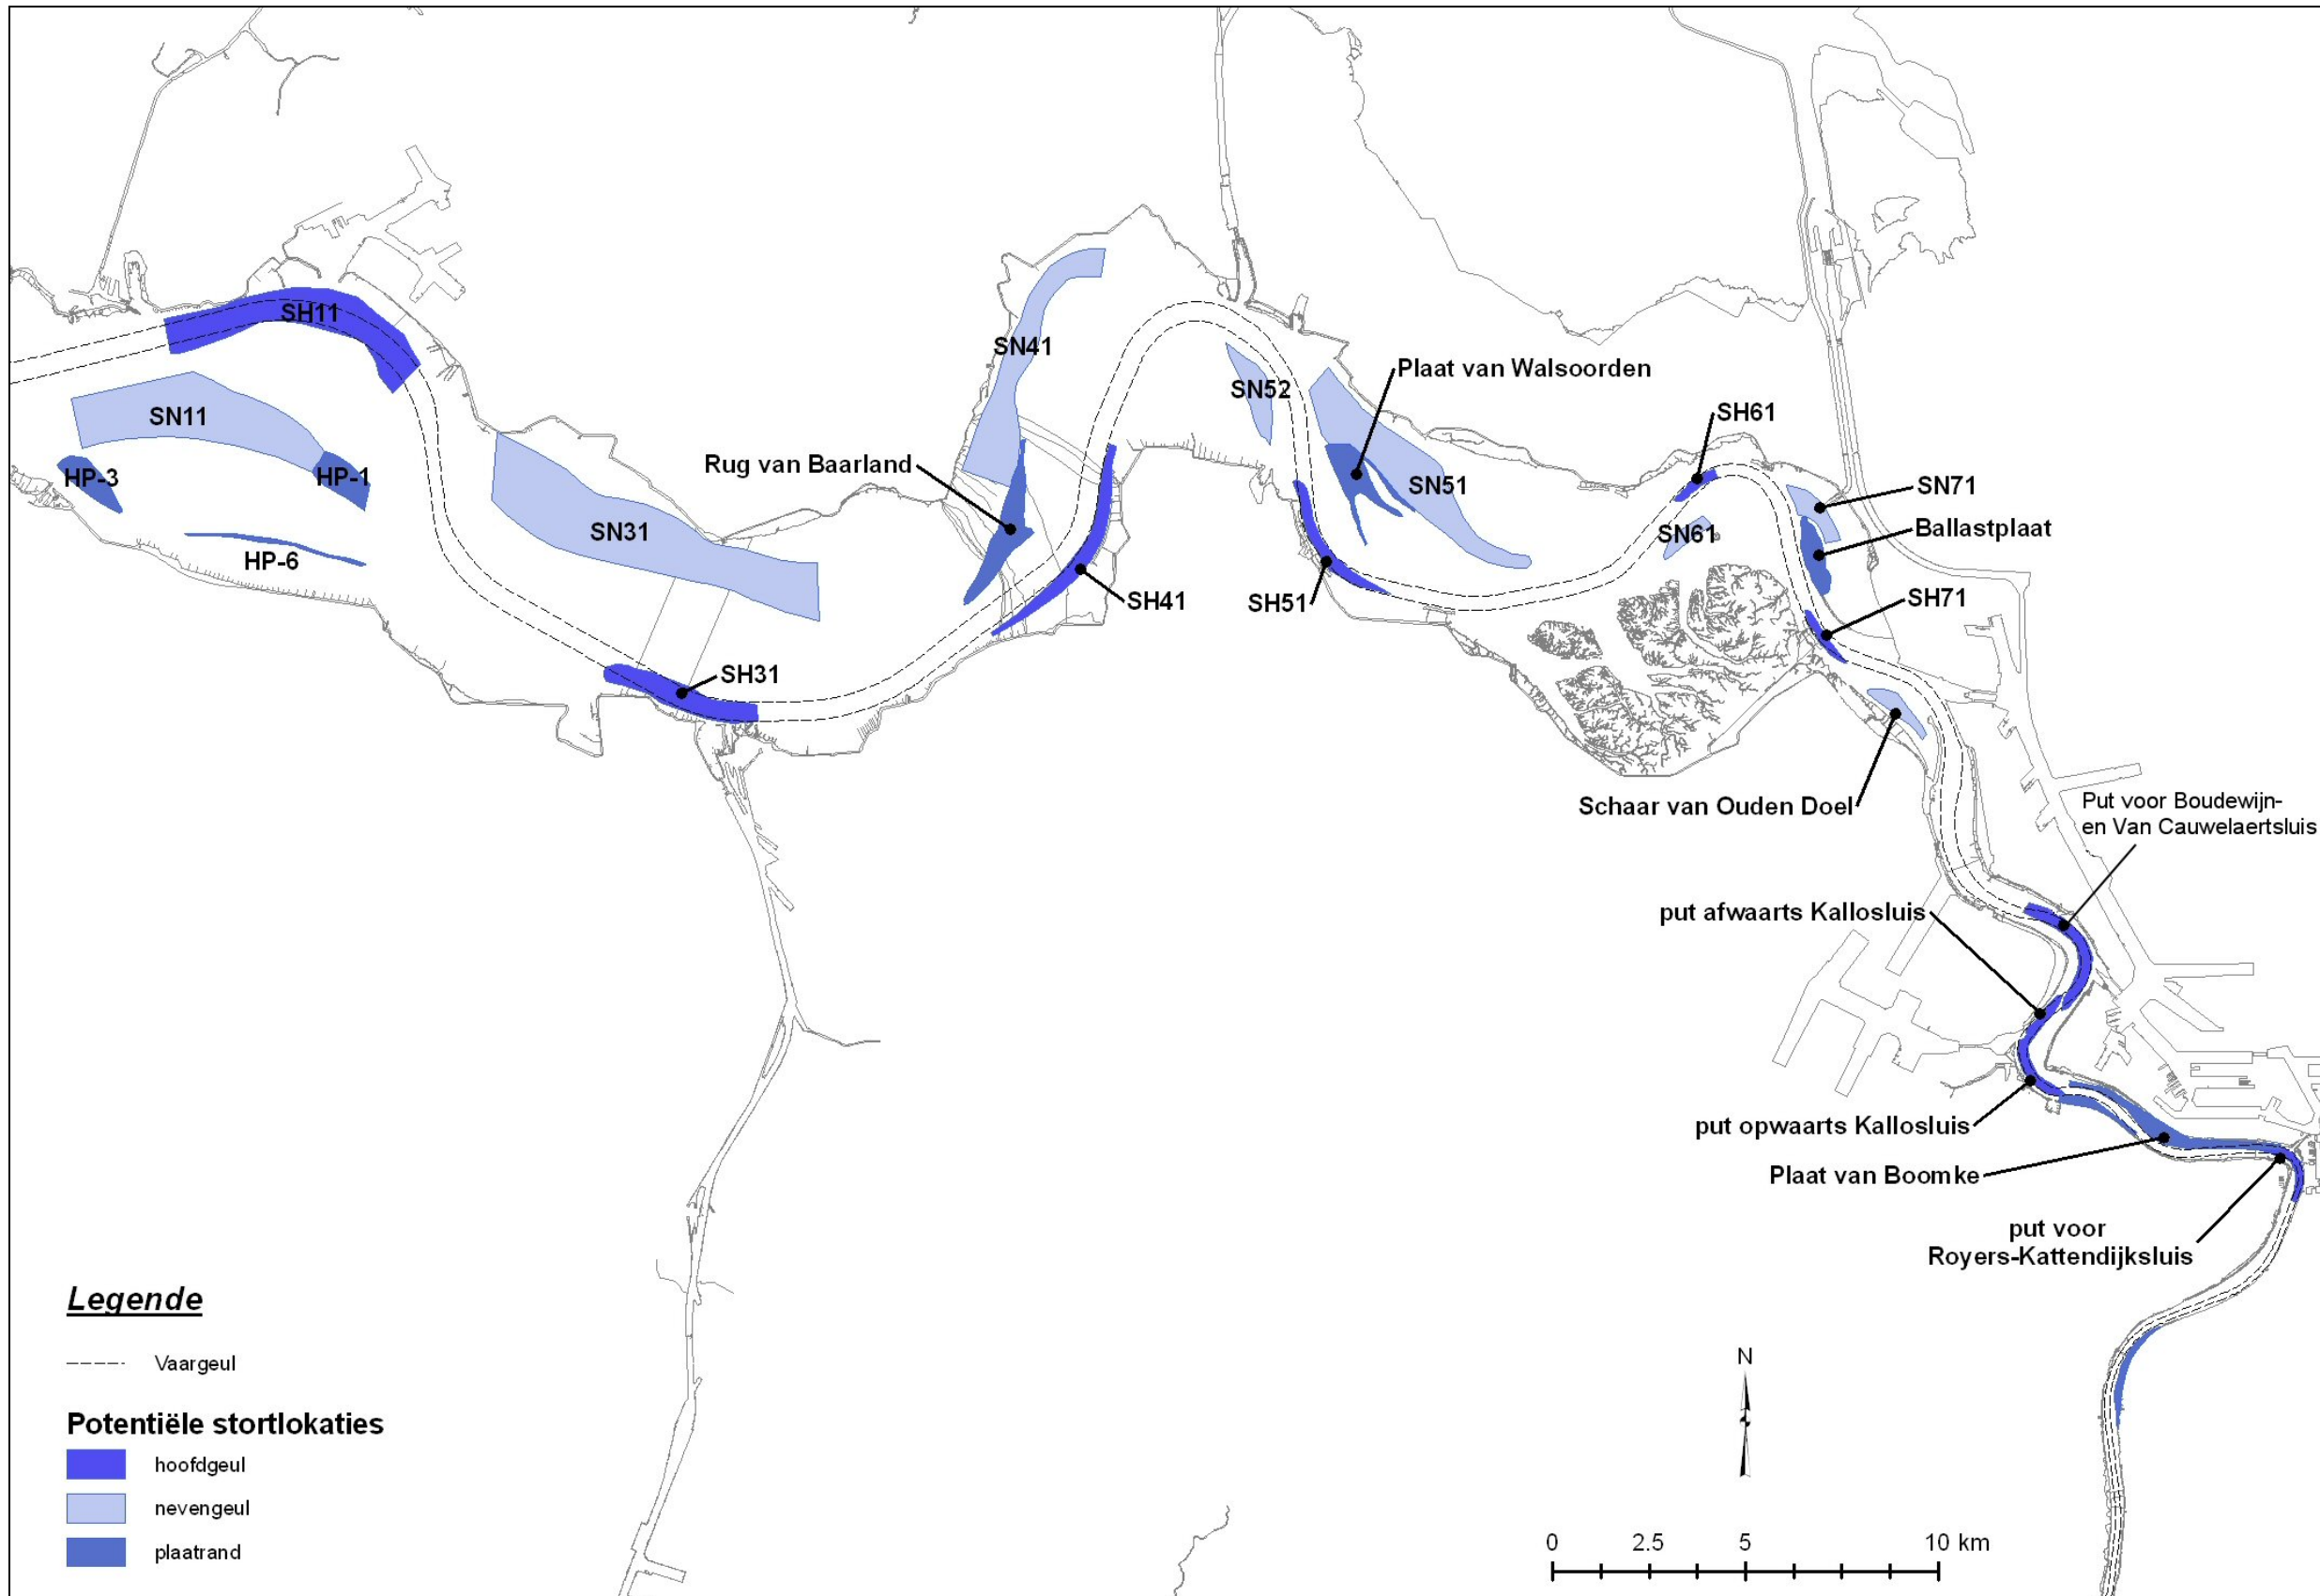 SH11
SN41
Plaat van Walsoorden
SN52
SN11
SH61
Rug van Baarland
HP-3
HP-1
SN51
SN71
SN31
SN61
Ballastplaat
HP-6
SH41
SH51
SH71
SH31
Schaar van Ouden Doel
Put voor Boudewijn-
en Van Cauwelaertsluis
put afwaarts Kallosluis
put opwaarts Kallosluis
Plaat van Boomke
put voor
Royers-Kattendijksluis
Legende
Vaargeul
Potentiële stortlokaties
hoofdgeul
nevengeul
plaatrand
N
0 2.5 5 10 km